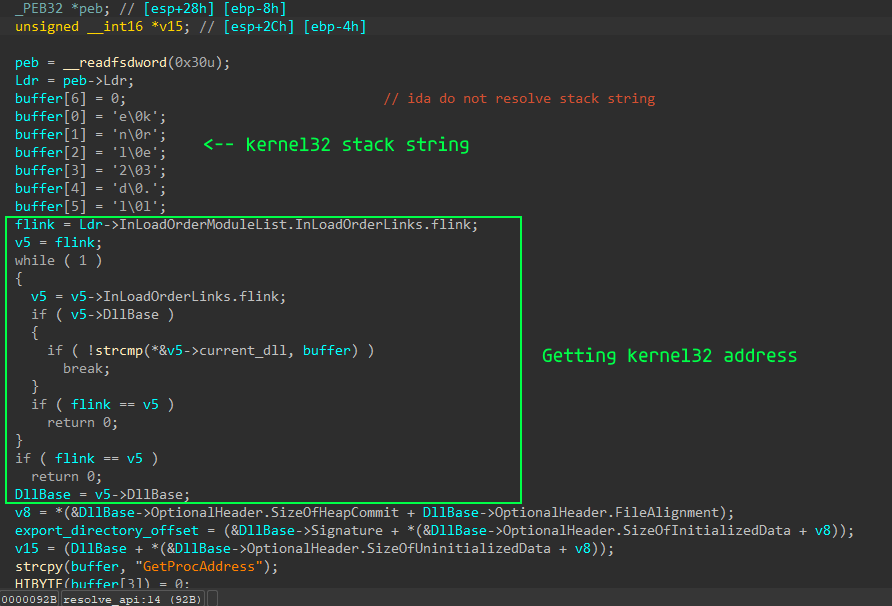 _PEB32 *peb; // [esp+28h] [ebp-8h]
unsigned __int16 *v15; // [esp+2Ch] [ebp-4h]
peb = __readfsdword(0x30u);
Ldr = peb->Ldr;
buffer[6] = 0; // ida do not resolve stack string
buffer[0] = 'e\0k';
buffer[1] = 'n\0r';
buffer[2] = 'l\0e';
<-- kernel32 stack string
buffer[3] = '2\03';
buffer[4] = 'd\0.';
buffer[5] = 'l\0l';
flink = Ldr->InLoadOrderModuleList.InLoadOrderLinks.flink;
v5 = flink;
while ( 1 )
{
v5 = v5->InLoadOrderLinks.flink;
if ( v5->DllBase )
{
if ( !strcmp(*&v5->current_dll, buffer) )
Getting kernel32 address
break;
}
if ( flink == v5 )
return 0;
}
if ( flink == v5 )
return 0;
DllBase = v5->DllBase;
v8 = *(&DllBase->OptionalHeader.SizeOfHeapCommit + DllBase->OptionalHeader.FileAlignment);
export_directory_offset = (&DllBase->Signature + *(&DllBase->OptionalHeader.SizeOfInitializedData + v8));
v15 = (DllBase + *(&DllBase->OptionalHeader.SizeOfUninitializedData + v8));
strcpy(buffer, "GetProcAddress");
HIBYTE(buffer[3]) = 0;
0000092B resolve_api:14 (92B)